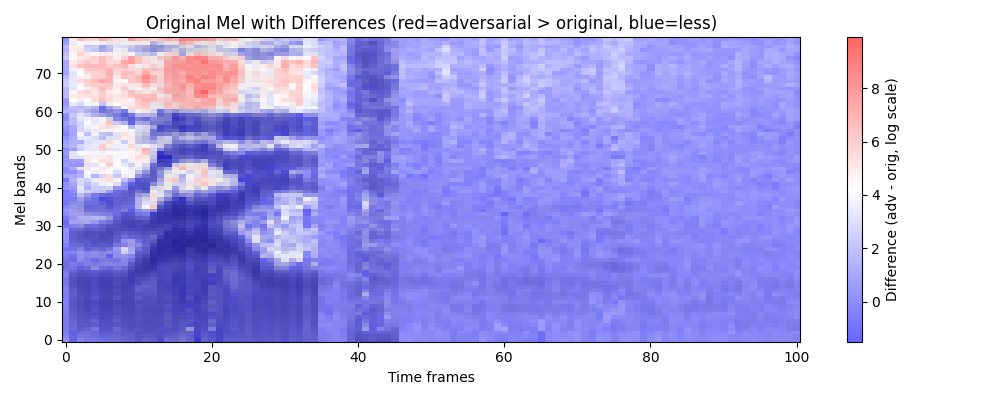 Original Mel with Differences (red=adversarial > original, blue=less)
Mel bands
70
60
50
40
30
20
10
0
0 20 40 60 80 100
Time frames
8
6
4
2
0
Difference (adv - orig, log scale)